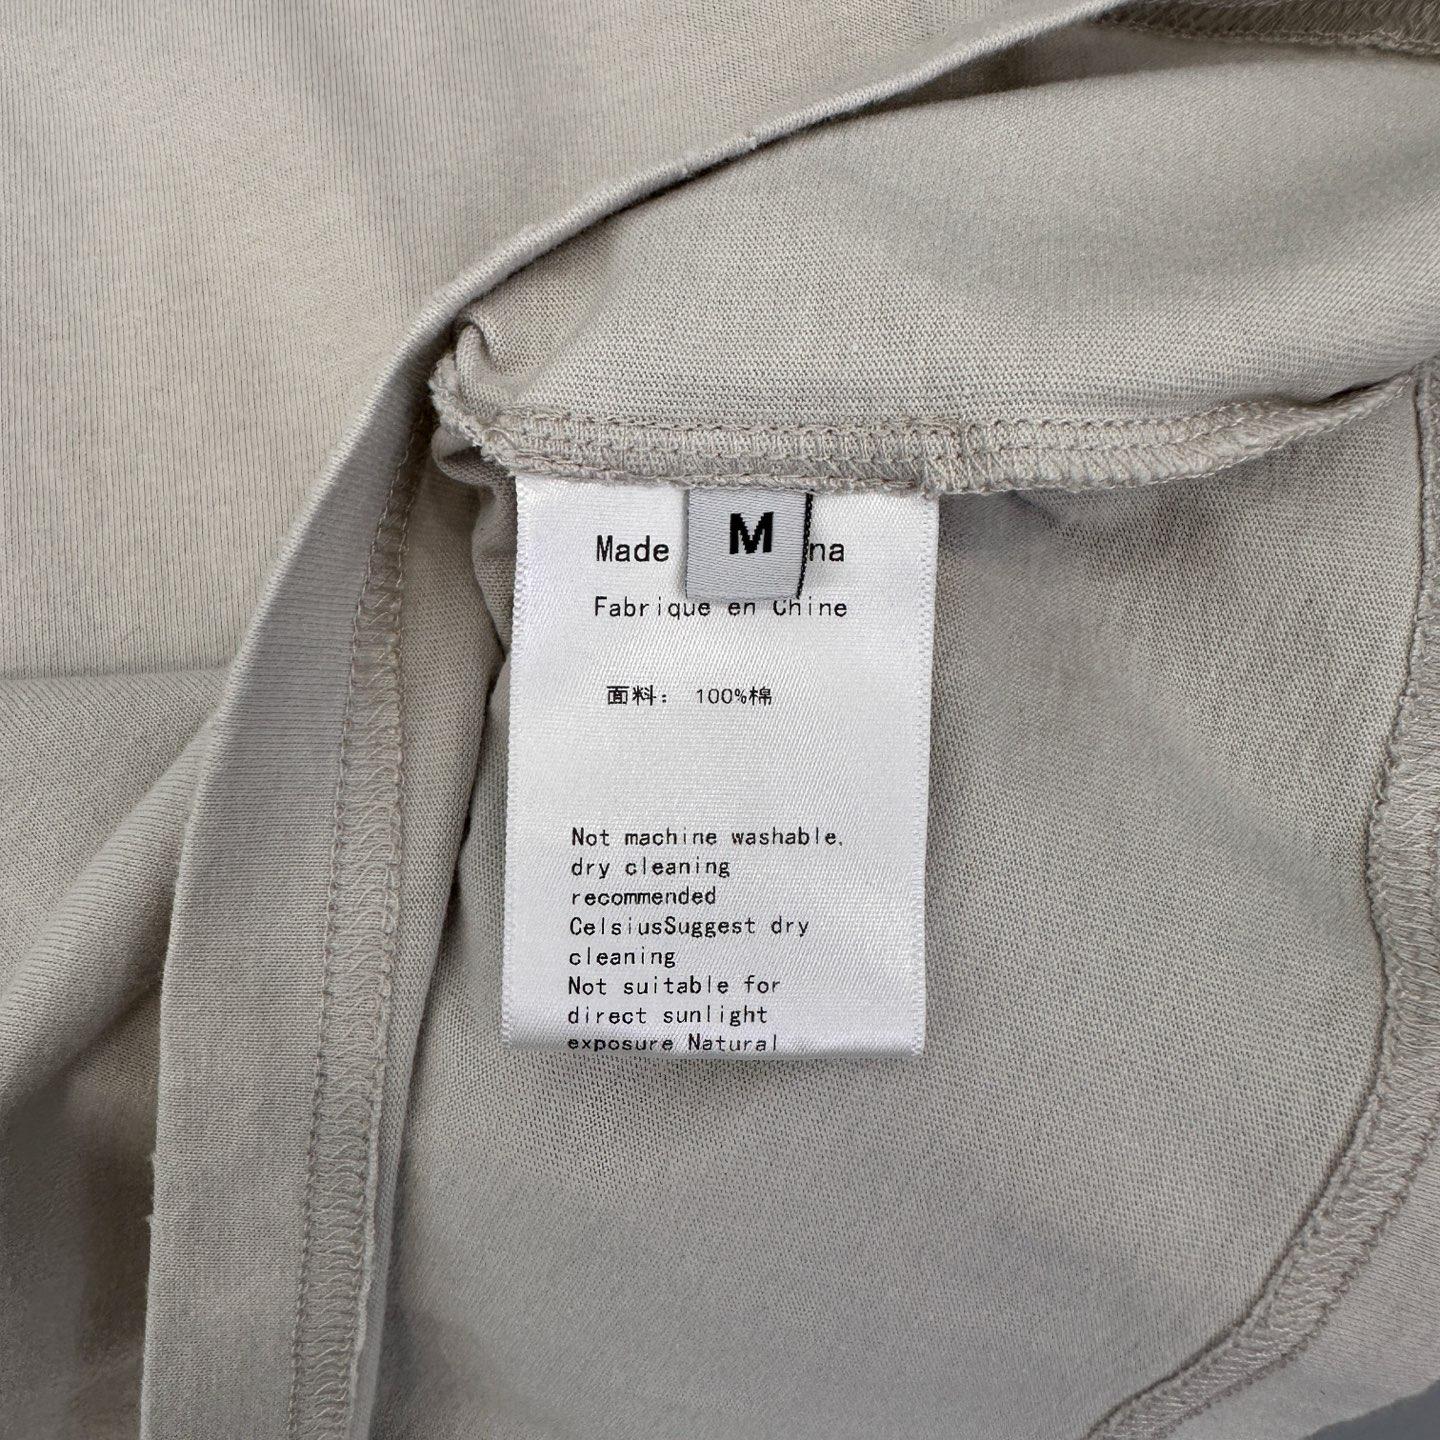 M
Made na
Fabrique en Chine
面料： 100%棉
Not machine washable,
dry cleaning
recommended
CelsiusSuggest dry
cleaning
Not suitable for
direct sunlight
exposure Natural